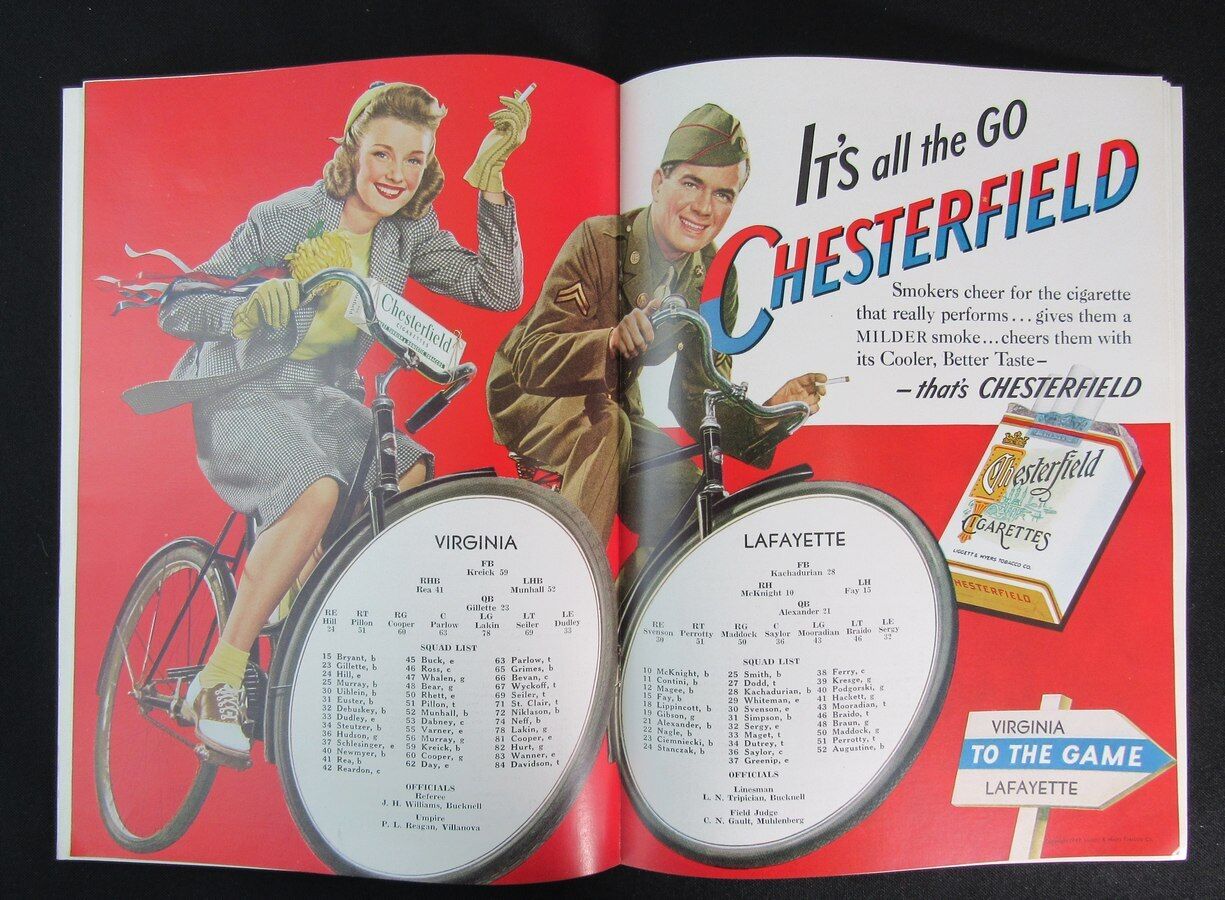 IT'S all the GO
CHESTERFIELD
Smokers cheer for the cigarette
that really performs... gives them a
MILDER smoke... cheers them with
its Cooler, Better Taste—
— that's CHESTERFIELD
Chesterfield
CIGARETTES
Chesterfield
CIGARETTES
LIGGETT & MYERS TOBACCO CO.
CHESTERFIELD
VIRGINIA
FB
Kreick 59
RHB LHB
Rea 41 Munhall 52
QB
Gillette 23
RE RT RG C LG LT LE
Hill Pillon Cooper Parlow Lakin Seiler Dudley
24 51 60 63 78 69 33
SQUAD LIST
15 Bryant, b 45 Buck, e 63 Parlow, t
23 Gillette, b 46 Ross, c 65 Grimes, b
24 Hill, e 47 Whalen, g 66 Bevan, c
25 Murray, b 48 Bear, g 67 Wyckoff, t
30 Uihlein, b 50 Rhett, e 69 Seiler, t
31 Euster, b 51 Pillon, t 71 St. Clair, t
32 Debuskey, b 52 Munhall, b 72 Niklason, b
33 Dudley, e 53 Dabney, c 74 Neff, b
34 Steutzer, b 55 Varner, e 78 Lakin, g
36 Hudson, g 56 Murray, g 81 Cooper, e
37 Schlesinger, e 59 Kreick, b 82 Hurt, g
40 Newmyer, b 60 Cooper, g 83 Wanner, e
41 Rea, b 62 Day, e 84 Davidson, t
42 Reardon, c
OFFICIALS
Referee
J. H. Williams, Bucknell
Umpire
P. L. Reagan, Villanova
LAFAYETTE
FB
Kachadurian 28
RH LH
McKnight 10 Fay 15
QB
Alexander 21
RE RT RG C LG LT LE
Svenson Perrotty Maddock Saylor Mooradian Braido Sergy
30 51 50 36 43 46 32
SQUAD LIST
10 McKnight, b 25 Smith, b 38 Ferry, c
11 Contini, b 27 Dodd, t 39 Kresge, g
12 Magee, b 28 Kachadurian, b 40 Podgorski, g
15 Fay, b 29 Whiteman, e 41 Hackett, g
18 Lippincott, b 30 Svenson, e 43 Mooradian, t
19 Gibson, g 31 Simpson, b 46 Braido, t
21 Alexander, b 32 Sergy, e 48 Braun, g
22 Nagle, b 33 Maget, t 50 Maddock, g
23 Ciemniecki, b 34 Dutrey, t 51 Perrotty, t
24 Stanczak, b 36 Saylor, c 52 Augustine, b
37 Greenip, e
OFFICIALS
Linesman
L. N. Tripician, Bucknell
Field Judge
C. N. Gault, Muhlenberg
VIRGINIA
TO THE GAME
LAFAYETTE